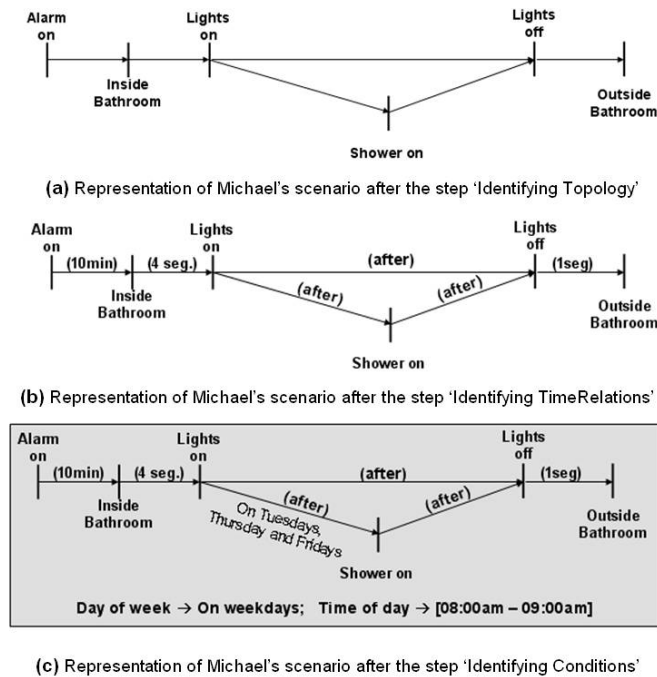 Alarm
on
Lights
on
Lights
off
Inside
Bathroom
Outside
Bathroom
Shower on
(a) Representation of Michael's scenario after the step 'Identifying Topology'
Alarm
on
Lights
on
Lights
off
(10min)
(4 seg.)
(after)
(1seg)
Inside
Bathroom
(after)
(after)
Outside
Bathroom
Shower on
(b) Representation of Michael's scenario after the step 'Identifying TimeRelations'
Alarm
on
Lights
on
Lights
off
(10min)
(4 seg.)
(after)
(1seg)
Inside
Bathroom
(after)
On Tuesdays,
Thursday and Fridays
(after)
Outside
Bathroom
Shower on
Day of week → On weekdays; Time of day → [08:00am – 09:00am]
(c) Representation of Michael's scenario after the step 'Identifying Conditions'